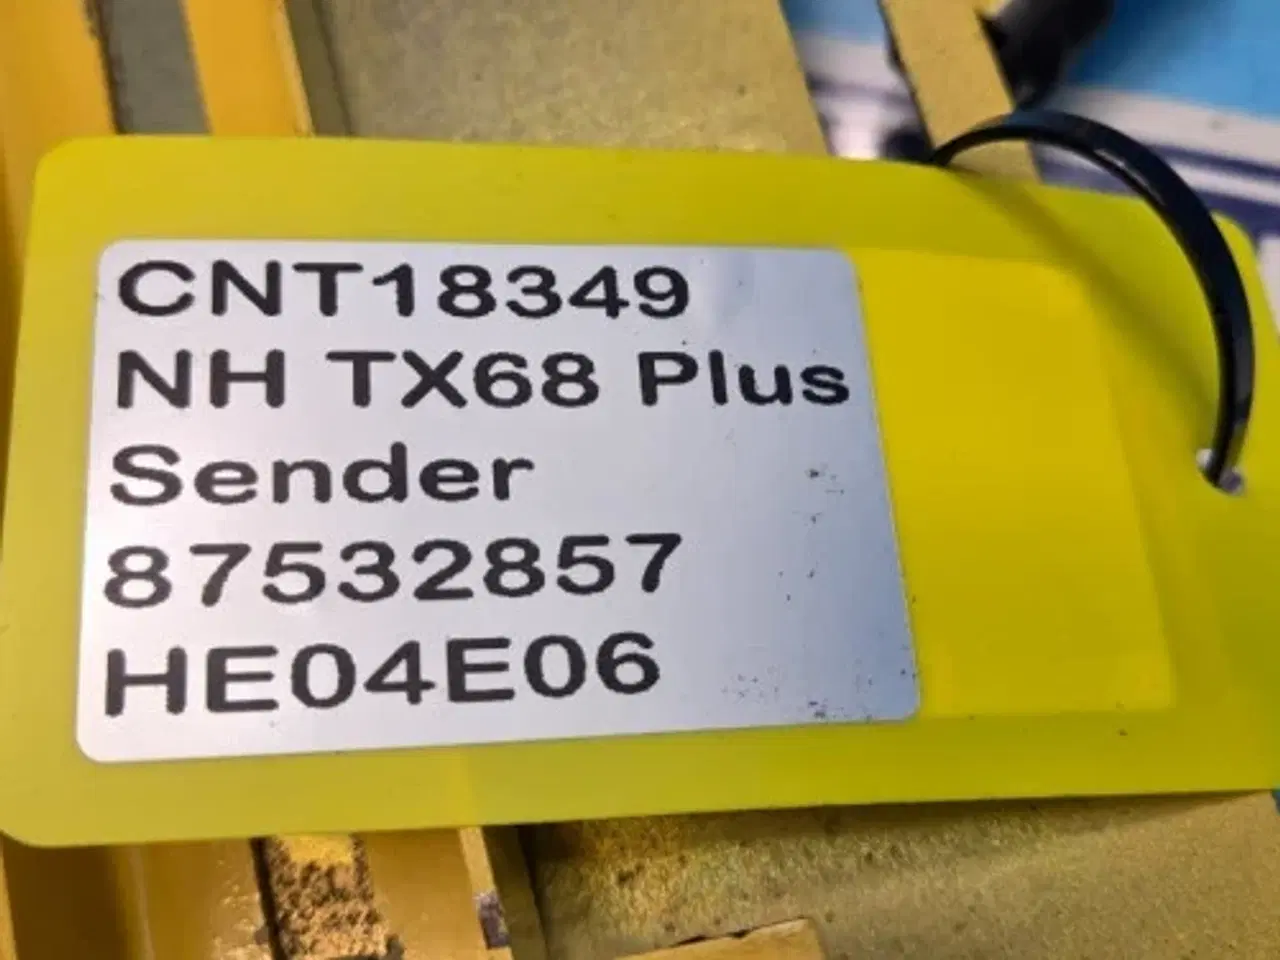 CNT18349
NH TX68 Plus
Sender
87532857
HE04E06